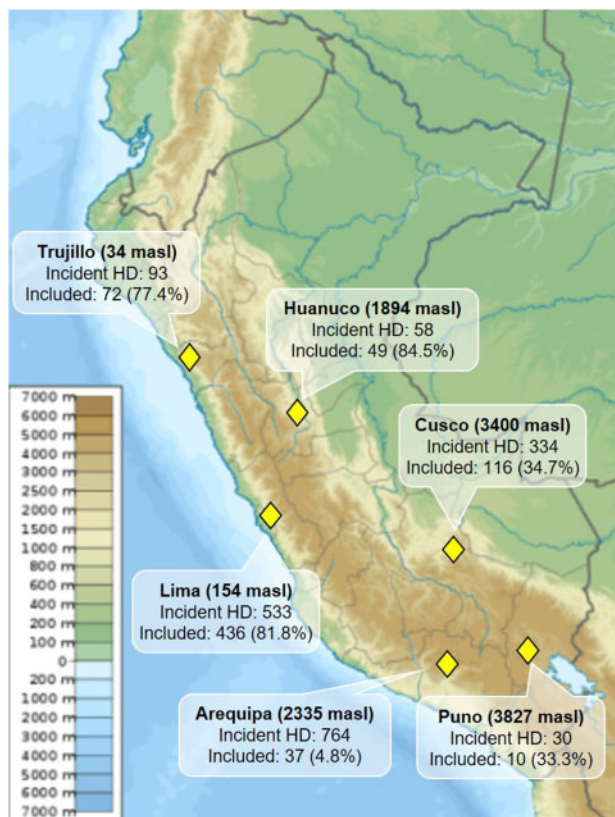 Trujillo (34 masl)
Incident HD: 93
Included: 72 (77.4%)
Huanuco (1894 masl)
Incident HD: 58
Included: 49 (84.5%)
Cusco (3400 masl)
Incident HD: 334
Included: 116 (34.7%)
Lima (154 masl)
Incident HD: 533
Included: 436 (81.8%)
Arequipa (2335 masl)
Incident HD: 764
Included: 37 (4.8%)
Puno (3827 masl)
Incident HD: 30
Included: 10 (33.3%)
7000 m
6000 m
5000 m
4000 m
3000 m
2500 m
2000 m
1500 m
1000 m
800 m
600 m
400 m
200 m
100 m
0
200 m
1000 m
2000 m
3000 m
4000 m
5000 m
6000 m
7000 m